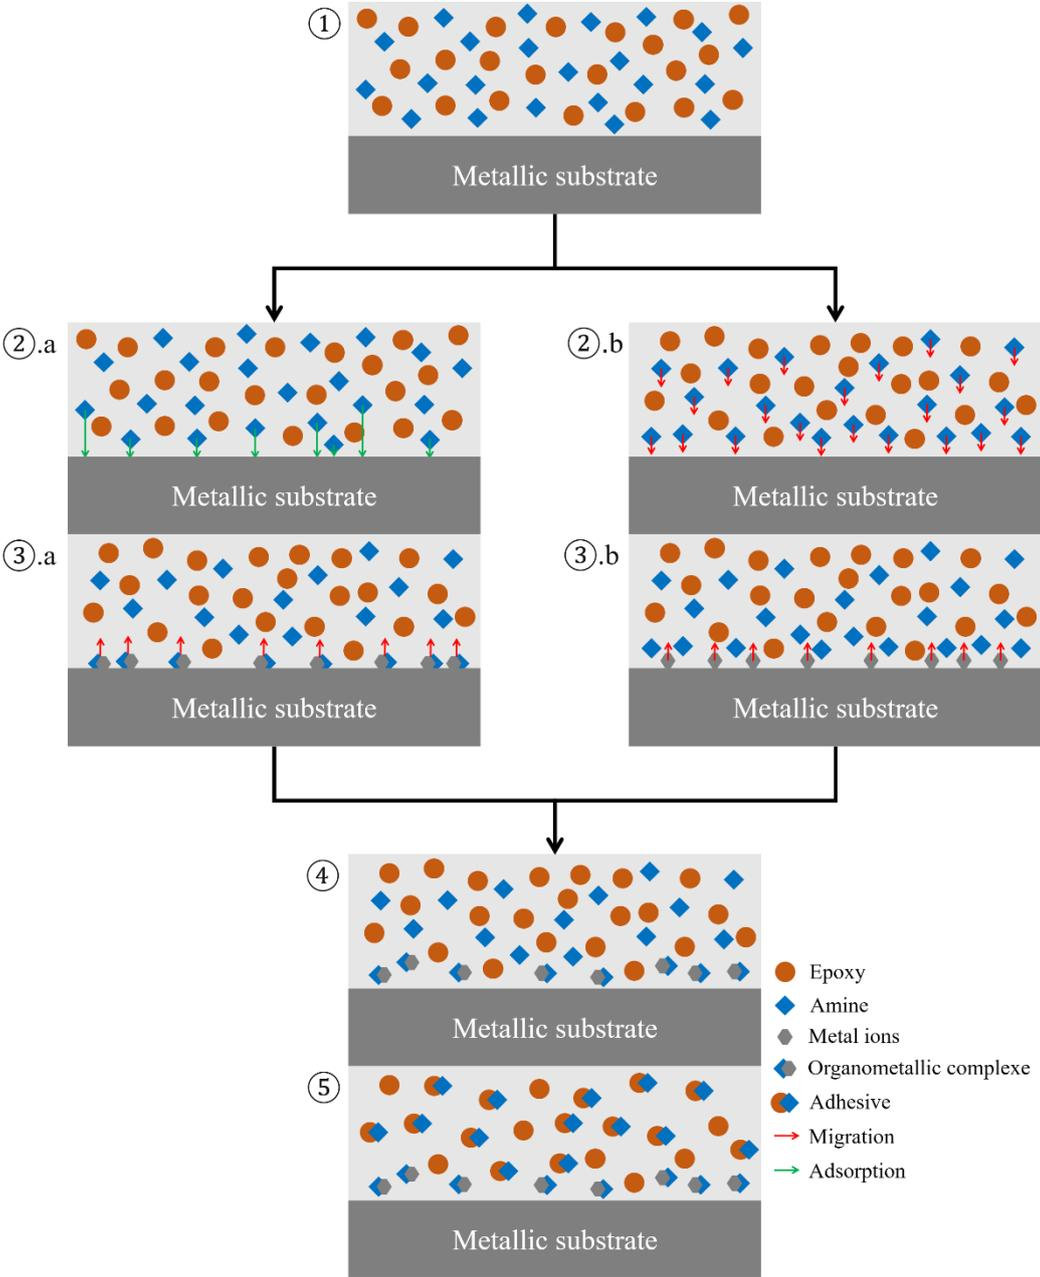 ①
Metallic substrate
②.a
②.b
Metallic substrate
Metallic substrate
③.a
③.b
Metallic substrate
Metallic substrate
④
Metallic substrate
⑤
Metallic substrate
Epoxy
Amine
Metal ions
Organometallic complexe
Adhesive
Migration
Adsorption